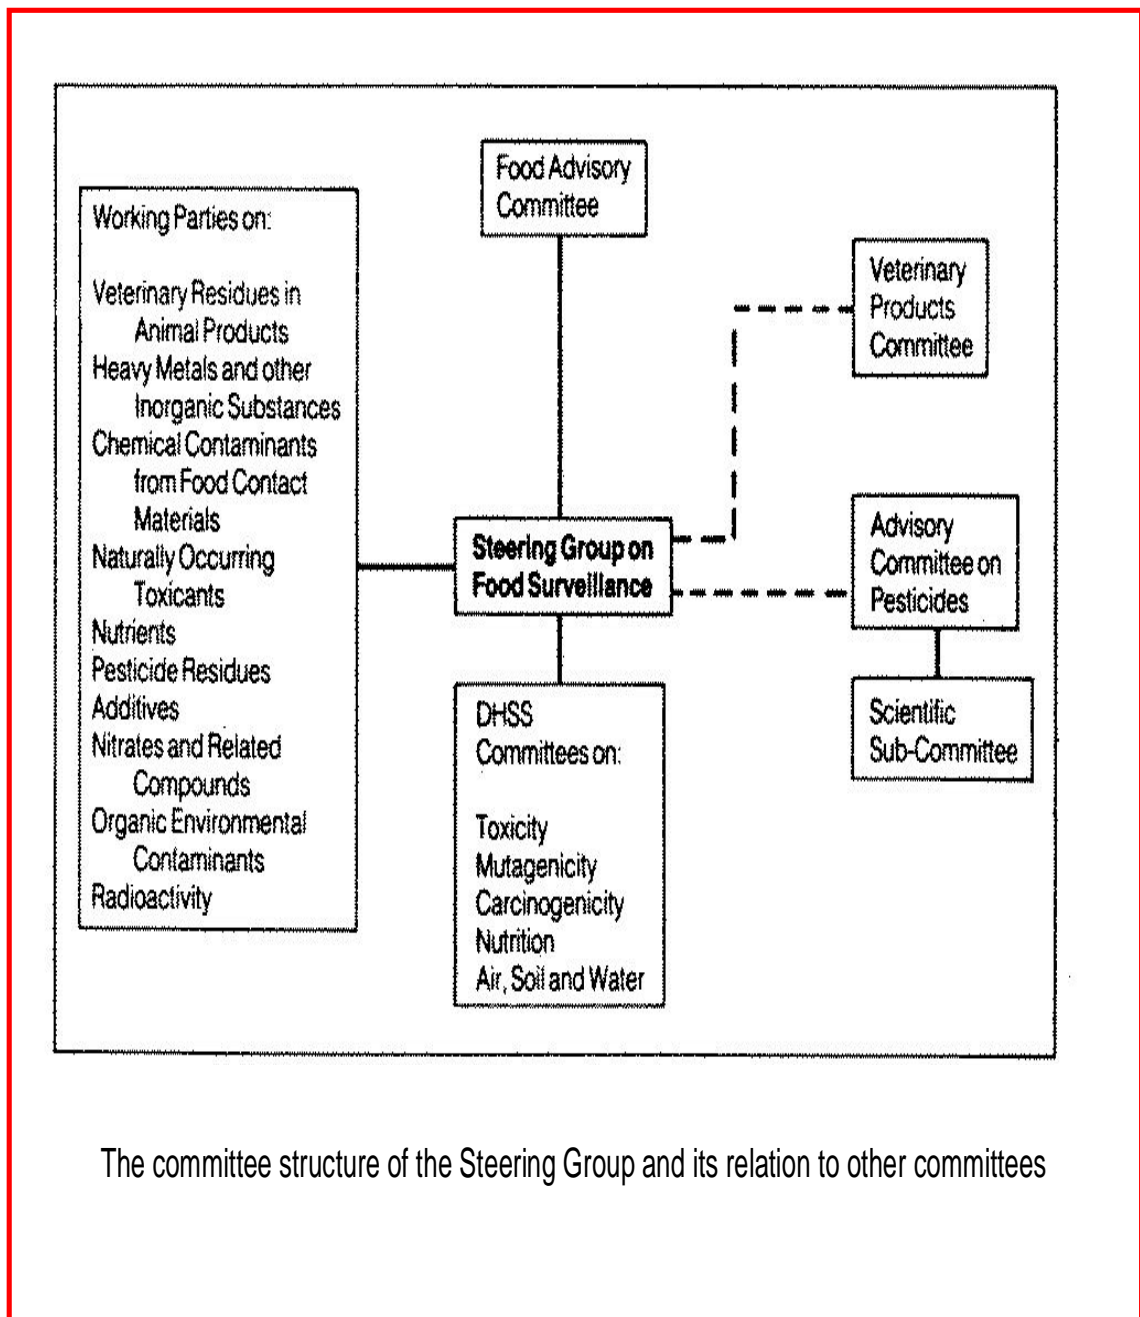 Food Advisory
Committee
Working Parties on:
Veterinary Residues in
Animal Products
Heavy Metals and other
Inorganic Substances
Chemical Contaminants
from Food Contact
Materials
Naturally Occurring
Toxicants
Nutrients
Pesticide Residues
Additives
Nitrates and Related
Compounds
Organic Environmental
Contaminants
Radioactivity
Veterinary
Products
Committee
Steering Group on
Food Surveillance
Advisory
Committee on
Pesticides
Scientific
Sub-Committee
DHSS
Committees on:
Toxicity
Mutagenicity
Carcinogenicity
Nutrition
Air, Soil and Water
The committee structure of the Steering Group and its relation to other committees